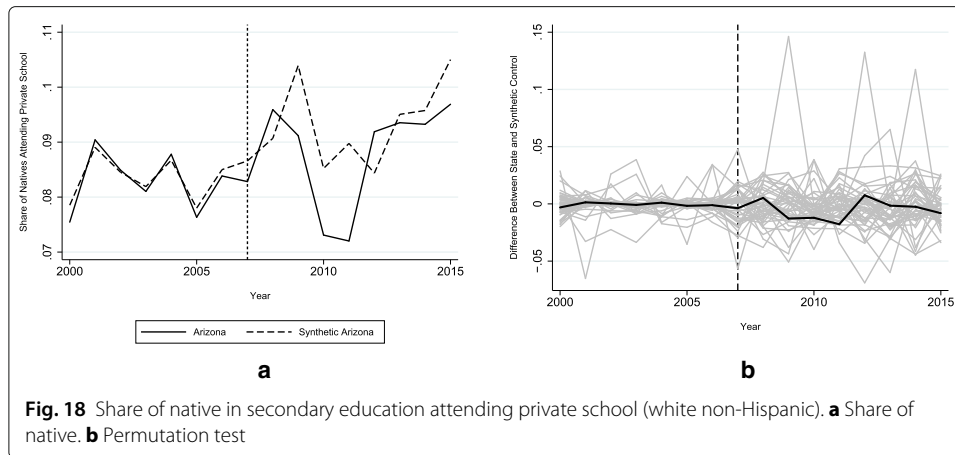 .11
.1
.09
.08
.07
Share of Natives Attending Private School
2000 2005 2010 2015
Year
Arizona Synthetic Arizona
a
.15
.1
.05
0
-.05
Difference Between State and Synthetic Control
2000 2005 2010 2015
Year
b
Fig. 18 Share of native in secondary education attending private school (white non-Hispanic). a Share of
native. b Permutation test